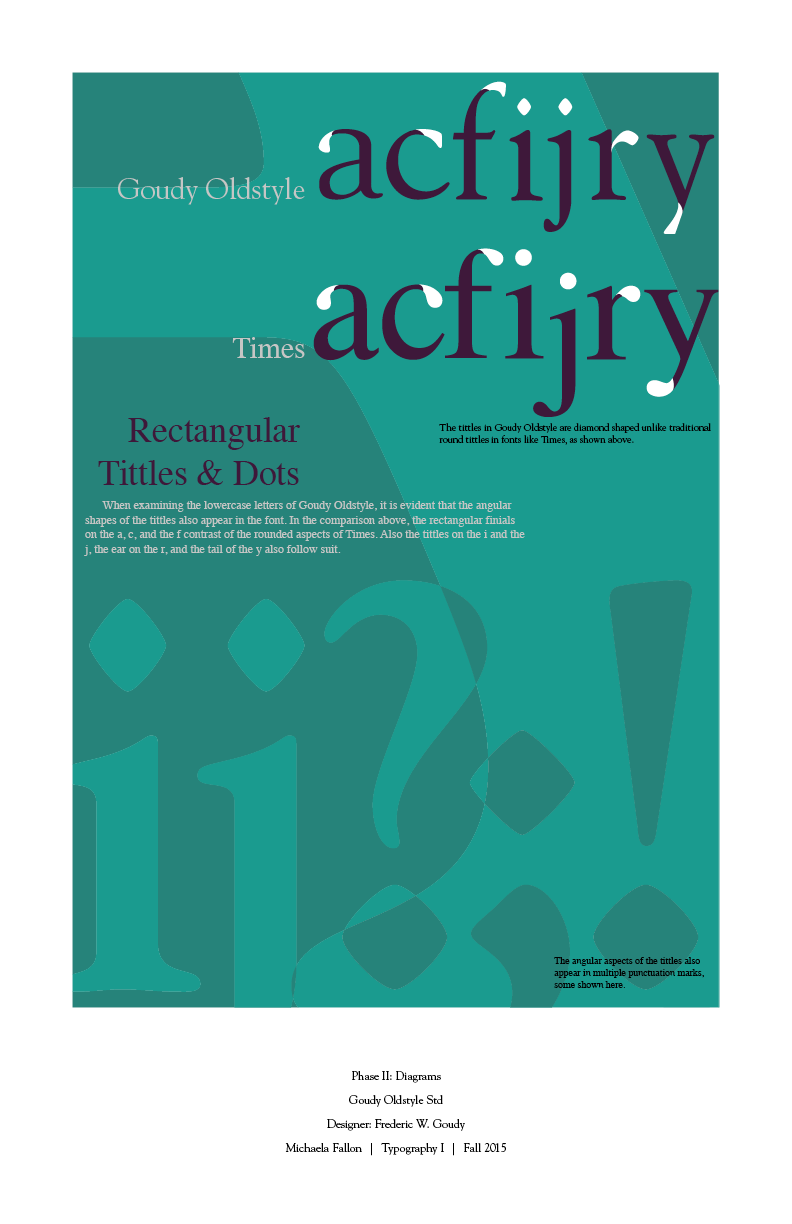 Goudy Oldstyle acfijry
Times acfijry
The tittles in Goudy Oldstyle are diamond shaped unlike traditional
round tittles in fonts like Times, as shown above.
Rectangular
Tittles & Dots
When examining the lowercase letters of Goudy Oldstyle, it is evident that the angular
shapes of the tittles also appear in the font. In the comparison above, the rectangular finials
on the a, c, and the f contrast of the rounded aspects of Times. Also the tittles on the i and the
j, the ear on the r, and the tail of the y also follow suit.
ij?;!
The angular aspects of the tittles also
appear in multiple punctuation marks,
some shown here.
Phase II: Diagrams
Goudy Oldstyle Std
Designer: Frederic W. Goudy
Michaela Fallon | Typography I | Fall 2015